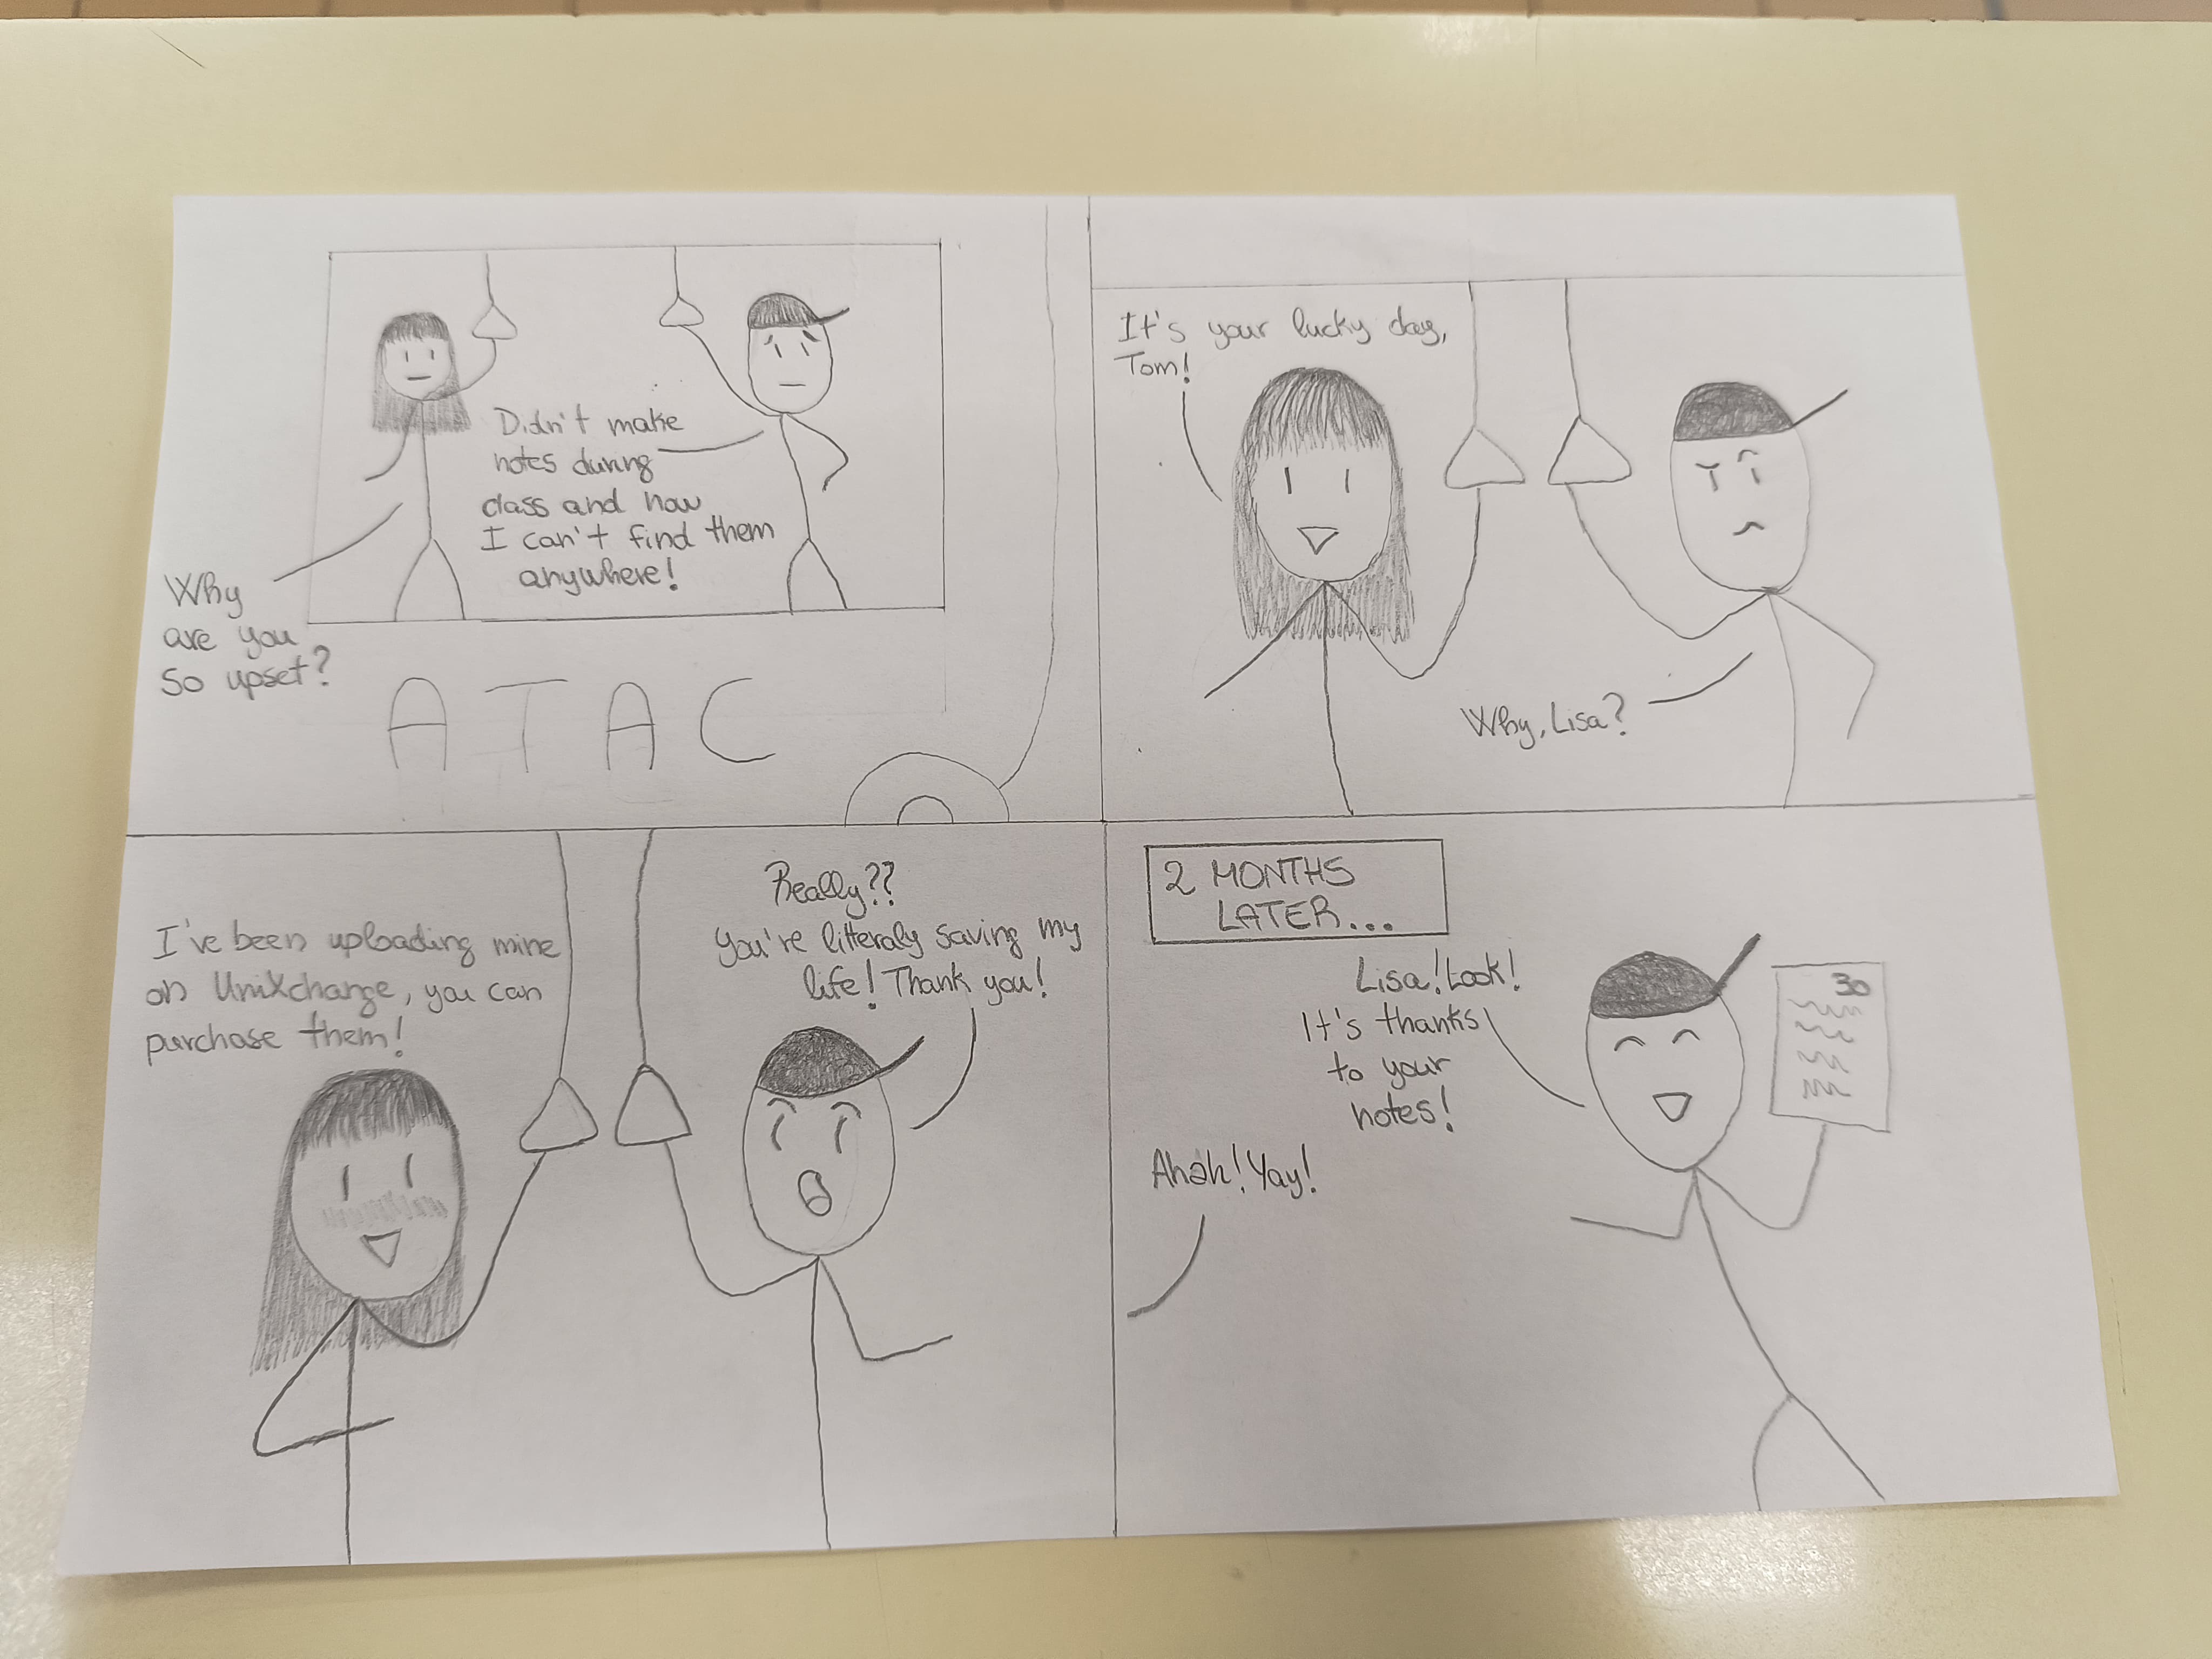 Why
are you
so upset?
Didn't make
notes during
class and now
I can't find them
anywhere!
ATAC
It's your lucky day,
Tom!
Why, Lisa?
I've been uploading mine
on UniXchange, you can
purchase them!
Really??
You're litteraly saving my
life! Thank you!
2 MONTHS
LATER...
Lisa! Look!
It's thanks
to your
notes!
30
Ahah! Yay!